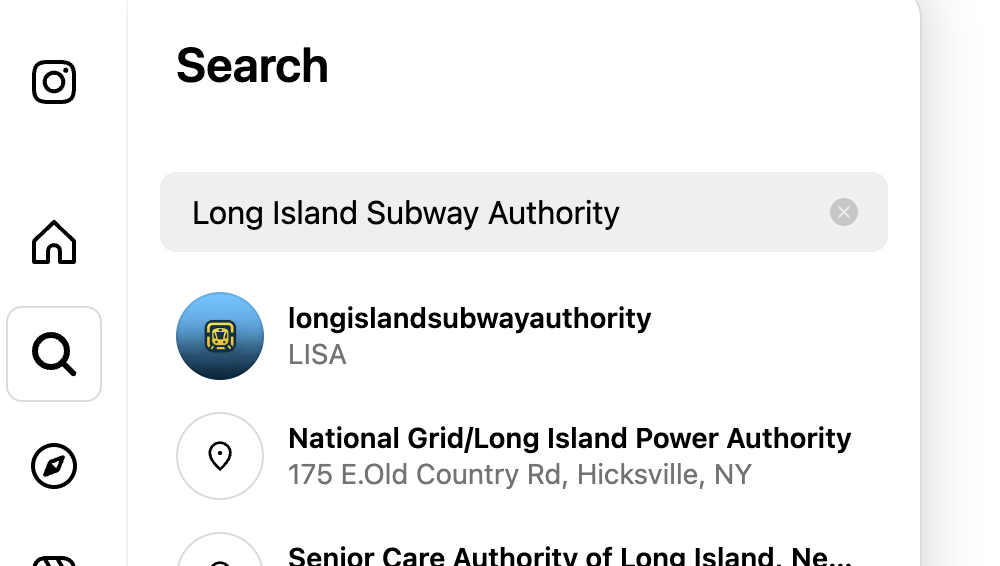 Search
Long Island Subway Authority
longislandsubwayauthority
LISA
National Grid/Long Island Power Authority
175 E.Old Country Rd, Hicksville, NY
Senior Care Authority of Long Island, Ne...